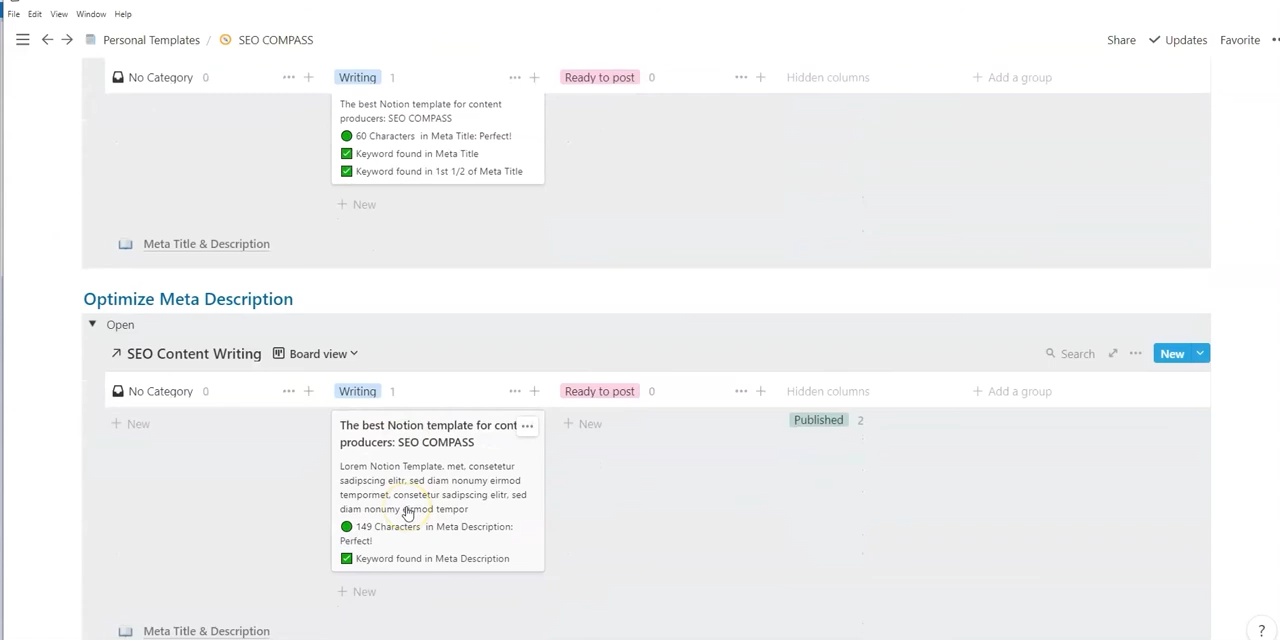 File Edit View Window Help
Personal Templates / SEO COMPASS Share Updates Favorite
No Category 0 Writing 1 Ready to post 0 Hidden columns + Add a group
The best Notion template for content
producers: SEO COMPASS
60 Characters in Meta Title: Perfect!
Keyword found in Meta Title
Keyword found in 1st 1/2 of Meta Title
+ New
Meta Title & Description
Optimize Meta Description
Open
SEO Content Writing Board view Search New
No Category 0 Writing 1 Ready to post 0 Hidden columns + Add a group
+ New + New Published 2
The best Notion template for cont
producers: SEO COMPASS
Lorem Notion Template. met, consetetur
sadipscing elitr, sed diam nonumy eirmod
tempormet, consetetur sadipscing elitr, sed
diam nonumy eirmod tempor
149 Characters in Meta Description:
Perfect!
Keyword found in Meta Description
+ New
Meta Title & Description
?